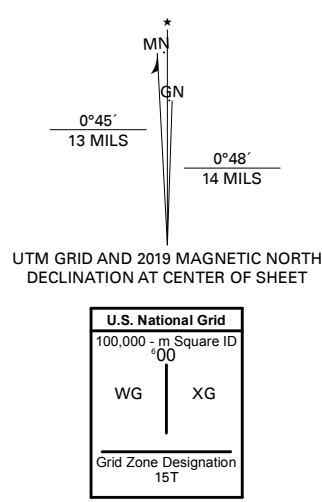 ★
MN
GN
0°45´
13 MILS
0°48´
14 MILS
UTM GRID AND 2019 MAGNETIC NORTH
DECLINATION AT CENTER OF SHEET
U.S. National Grid
100,000 - m Square ID
⁶00
WG XG
Grid Zone Designation
15T